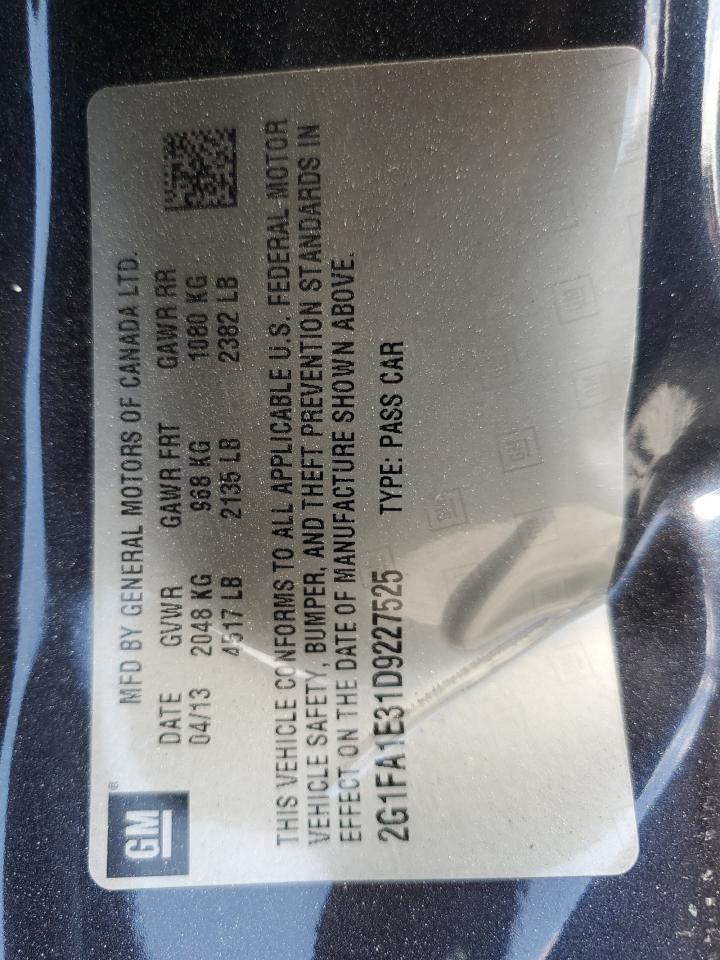 GM®
MFD BY GENERAL MOTORS OF CANADA LTD.
DATE GVWR GAWR FRT GAWR RR
04/13 2048 KG 968 KG 1080 KG
4517 LB 2135 LB 2382 LB
THIS VEHICLE CONFORMS TO ALL APPLICABLE U.S. FEDERAL MOTOR
VEHICLE SAFETY, BUMPER, AND THEFT PREVENTION STANDARDS IN
EFFECT ON THE DATE OF MANUFACTURE SHOWN ABOVE.
2G1FA1E31D9227525 TYPE: PASS CAR